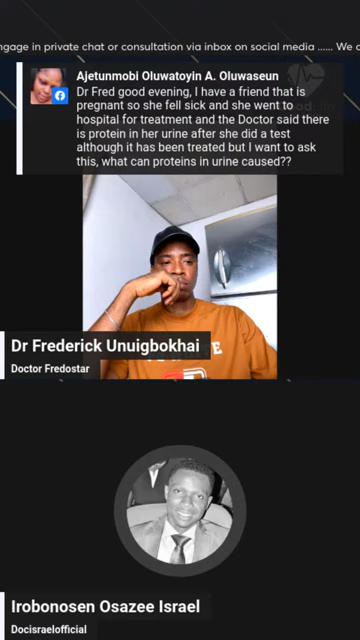 ngage in private chat or consultation via inbox on social media ...... We
Ajetunmobi Oluwatoyin A. Oluwaseun
Dr Fred good evening, I have a friend that is
pregnant so she fell sick and she went to
hospital for treatment and the Doctor said there
is protein in her urine after she did a test
although it has been treated but I want to ask
this, what can proteins in urine caused??
Dr Frederick Unuigbokhai
Doctor Fredostar
Irobonosen Osazee Israel
Docisraelofficial